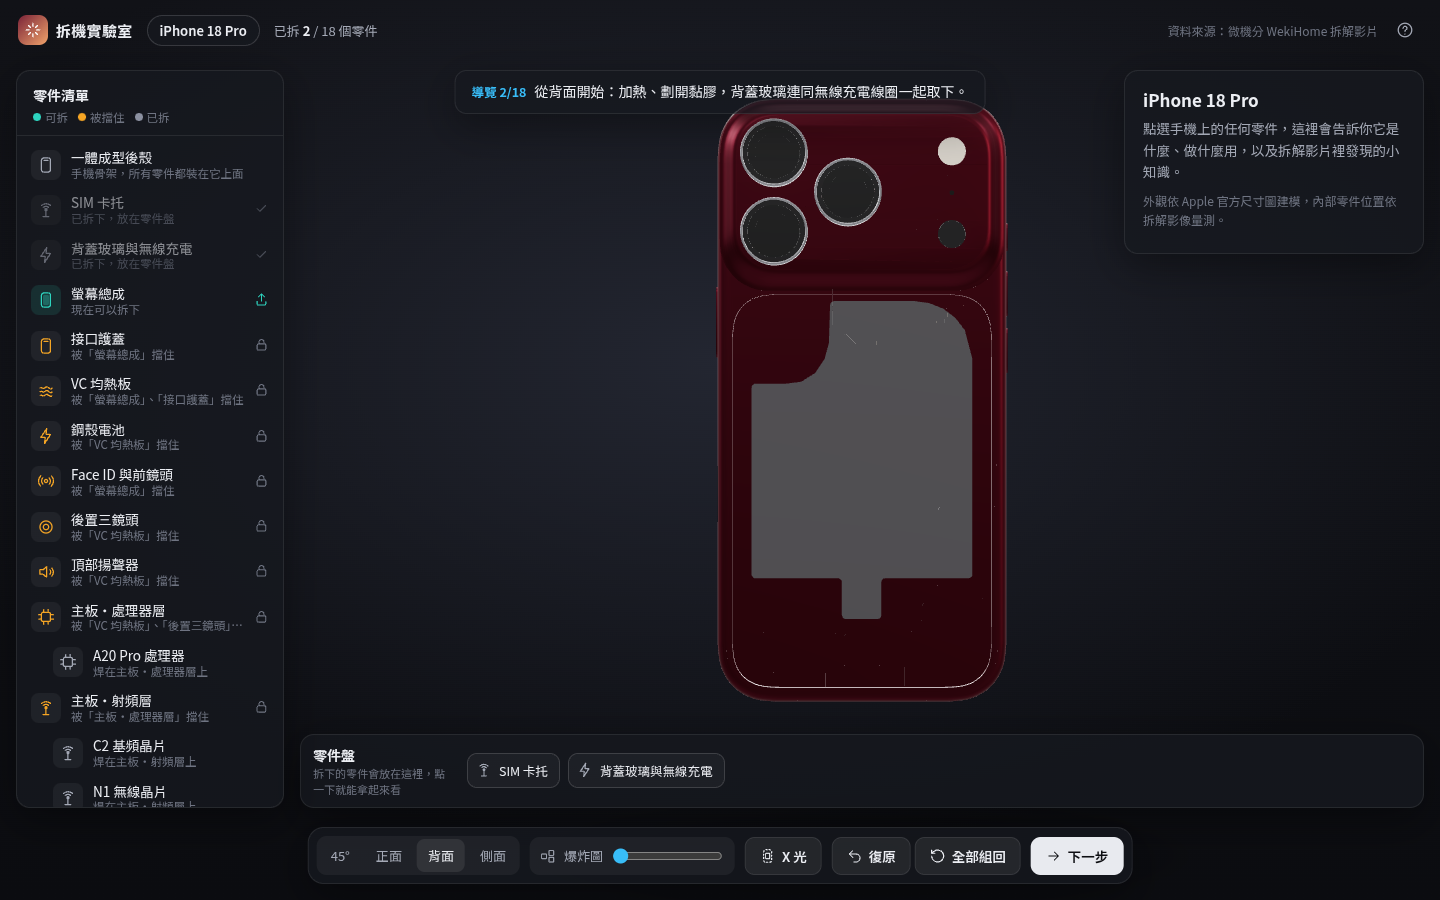 拆機實驗室
iPhone 18 Pro
已拆 2 / 18 個零件
資料來源：微機分 WekiHome 拆解影片
零件清單
可拆 被擋住 已拆
一體成型後殼
手機骨架，所有零件都裝在它上面
SIM 卡托
已拆下，放在零件盤
背蓋玻璃與無線充電
已拆下，放在零件盤
螢幕總成
現在可以拆下
接口護蓋
被「螢幕總成」擋住
VC 均熱板
被「螢幕總成」、「接口護蓋」擋住
鋼殼電池
被「VC 均熱板」擋住
Face ID 與前鏡頭
被「螢幕總成」擋住
後置三鏡頭
被「VC 均熱板」擋住
頂部揚聲器
被「VC 均熱板」擋住
主板・處理器層
被「VC 均熱板」、「後置三鏡頭」…
A20 Pro 處理器
焊在主板・處理器層上
主板・射頻層
被「主板・處理器層」擋住
C2 基頻晶片
焊在主板・射頻層上
N1 無線晶片
焊在主板・射頻層上
導覽 2/18 從背面開始：加熱、劃開黏膠，背蓋玻璃連同無線充電線圈一起取下。
iPhone 18 Pro
點選手機上的任何零件，這裡會告訴你它是
什麼、做什麼用，以及拆解影片裡發現的小
知識。
外觀依 Apple 官方尺寸圖建模，內部零件位置依
拆解影像量測。
零件盤
拆下的零件會放在這裡，點
一下就能拿起來看
SIM 卡托
背蓋玻璃與無線充電
45°
正面
背面
側面
爆炸圖
X 光
復原
全部組回
下一步